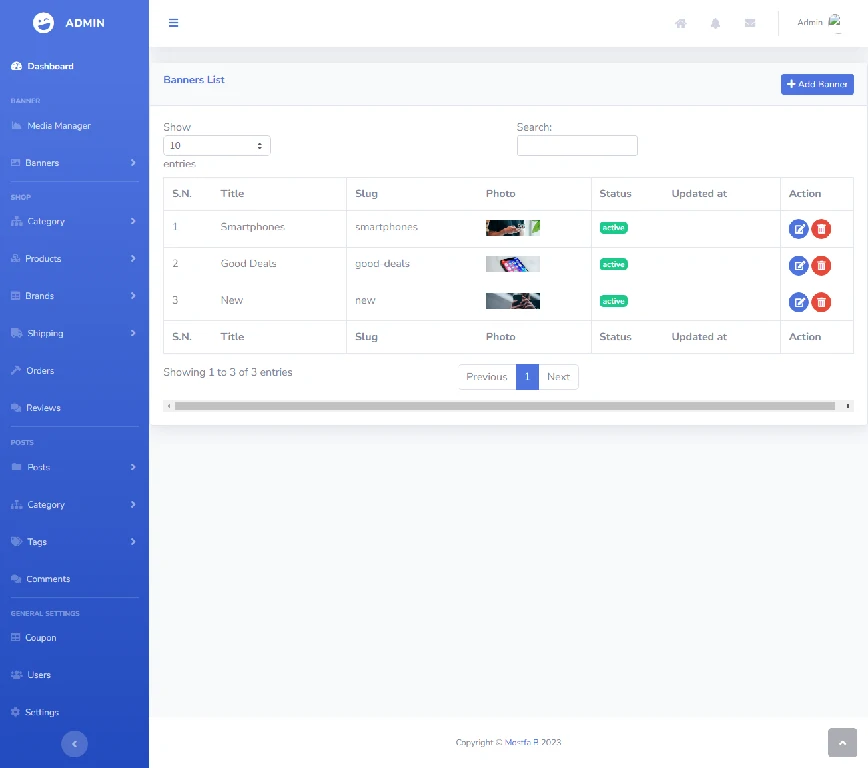 ADMIN
Admin
Dashboard
BANNER
Media Manager
Banners
SHOP
Category
Products
Brands
Shipping
Orders
Reviews
POSTS
Posts
Category
Tags
Comments
GENERAL SETTINGS
Coupon
Users
Settings
Banners List
Add Banner
Show
10
entries
Search:
S.N. Title Slug Photo Status Updated at Action
1 Smartphones smartphones active
2 Good Deals good-deals active
3 New new active
S.N. Title Slug Photo Status Updated at Action
Showing 1 to 3 of 3 entries
Previous 1 Next
Copyright © Mostfa B 2023